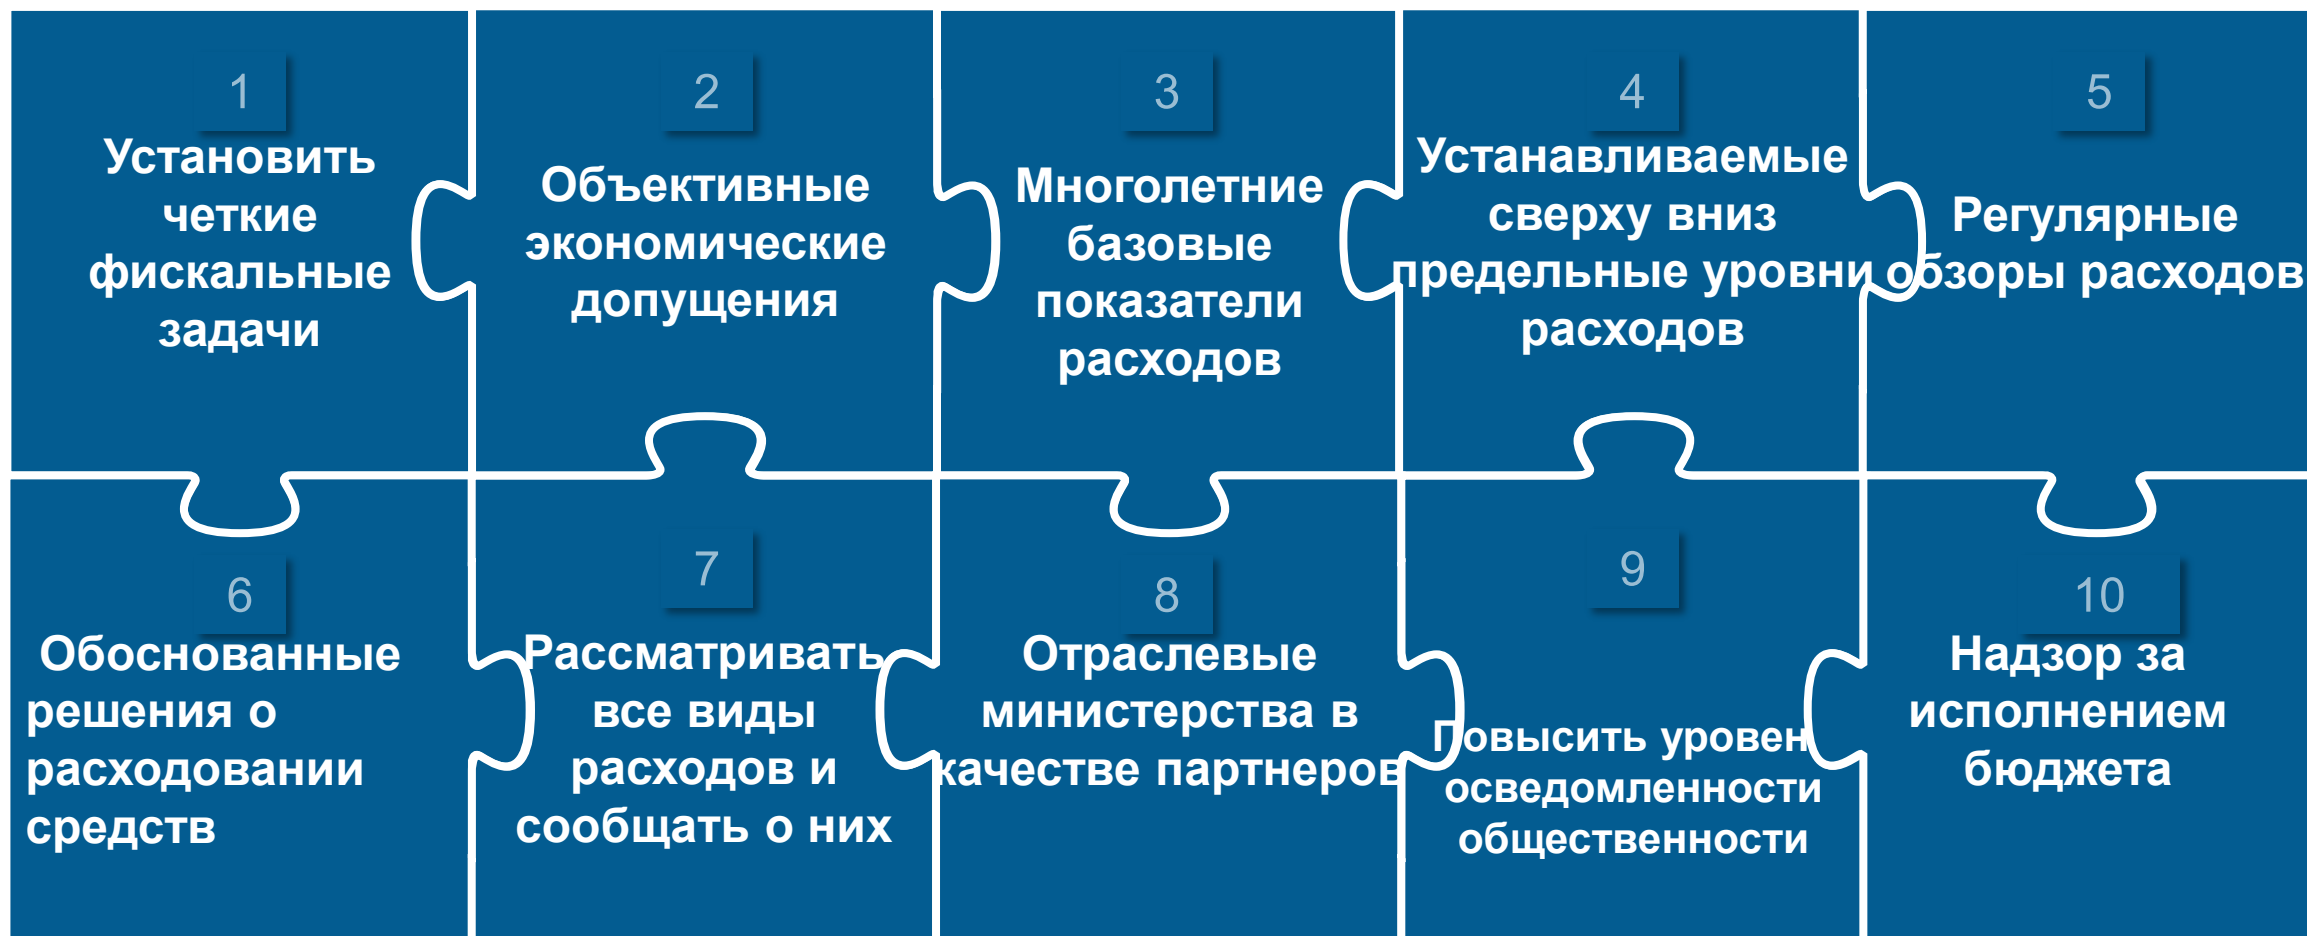 1
Установить
четкие
фискальные
задачи
2
Объективные
экономические
допущения
3
Многолетние
базовые
показатели
расходов
4
Устанавливаемые
сверху вниз
предельные уровни
расходов
5
Регулярные
обзоры расходов
6
Обоснованные
решения о
расходовании
средств
7
Рассматривать
все виды
расходов и
сообщать о них
8
Отраслевые
министерства в
качестве партнеров
9
Повысить уровен
осведомленности
общественности
10
Надзор за
исполнением
бюджета